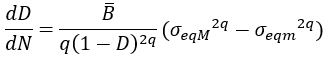 dD/dN = B̄/(q(1 − D)^{2q}) (σ_{eqM}^{2q} − σ_{eqm}^{2q})